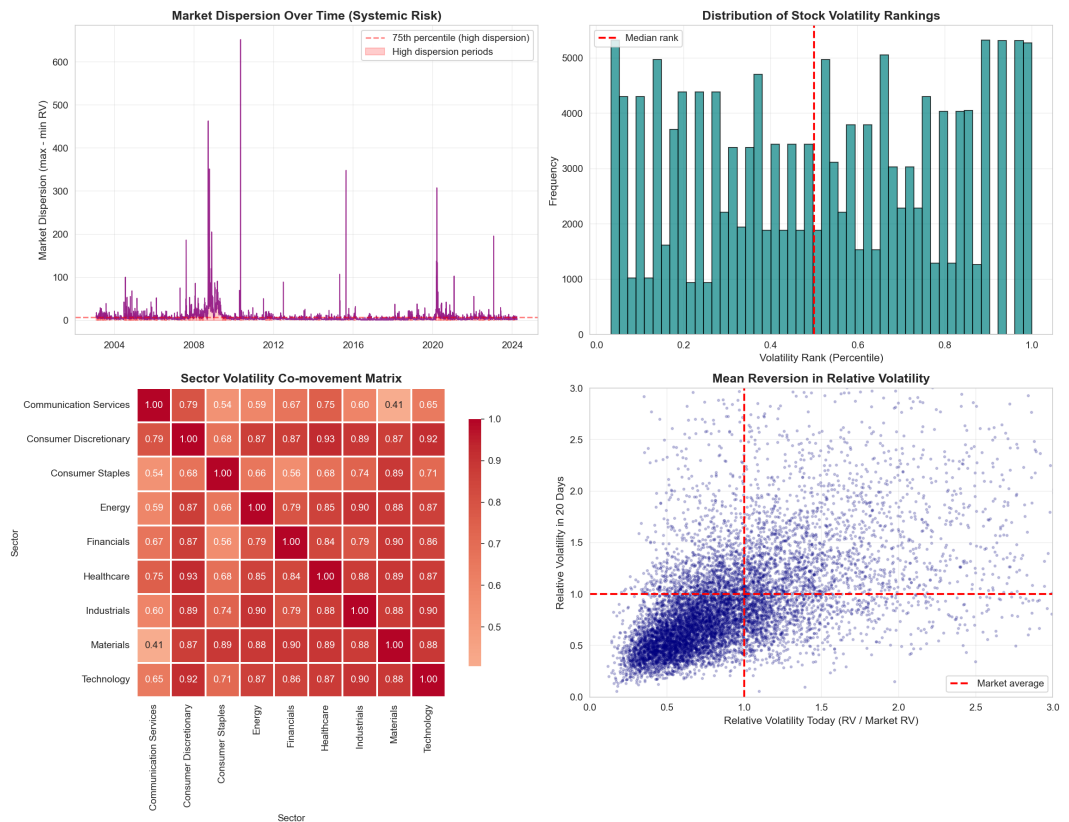 Market Dispersion Over Time (Systemic Risk)
75th percentile (high dispersion)
High dispersion periods
Market Dispersion (max - min RV)
600
500
400
300
200
100
0
2004 2008 2012 2016 2020 2024
Distribution of Stock Volatility Rankings
Median rank
Frequency
5000
4000
3000
2000
1000
0
0.0 0.2 0.4 0.6 0.8 1.0
Volatility Rank (Percentile)
Sector Volatility Co-movement Matrix
Sector
Communication Services 1.00 0.79 0.54 0.59 0.67 0.75 0.60 0.41 0.65
Consumer Discretionary 0.79 1.00 0.68 0.87 0.87 0.93 0.89 0.87 0.92
Consumer Staples 0.54 0.68 1.00 0.66 0.56 0.68 0.74 0.89 0.71
Energy 0.59 0.87 0.66 1.00 0.79 0.85 0.90 0.88 0.87
Financials 0.67 0.87 0.56 0.79 1.00 0.84 0.79 0.90 0.86
Healthcare 0.75 0.93 0.68 0.85 0.84 1.00 0.88 0.89 0.87
Industrials 0.60 0.89 0.74 0.90 0.79 0.88 1.00 0.88 0.90
Materials 0.41 0.87 0.89 0.88 0.90 0.89 0.88 1.00 0.88
Technology 0.65 0.92 0.71 0.87 0.86 0.87 0.90 0.88 1.00
Communication Services
Consumer Discretionary
Consumer Staples
Energy
Financials
Healthcare
Industrials
Materials
Technology
Sector
1.0
0.9
0.8
0.7
0.6
0.5
Mean Reversion in Relative Volatility
Relative Volatility in 20 Days
3.0
2.5
2.0
1.5
1.0
0.5
0.0
Market average
0.0 0.5 1.0 1.5 2.0 2.5 3.0
Relative Volatility Today (RV / Market RV)